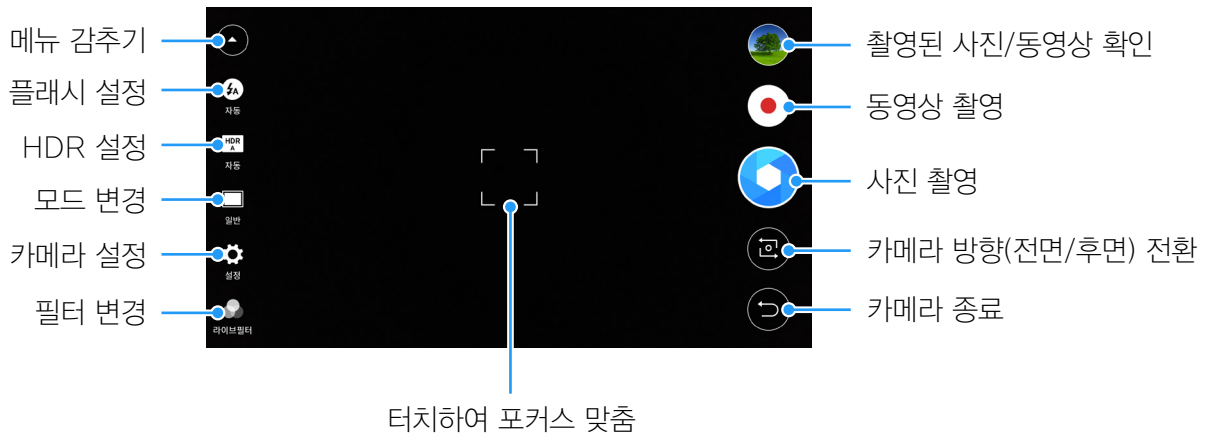 메뉴 감추기
플래시 설정
HDR 설정
모드 변경
카메라 설정
필터 변경
A
자동
HDR
A
자동
일반
설정
라이브필터
촬영된 사진/동영상 확인
동영상 촬영
사진 촬영
카메라 방향(전면/후면) 전환
카메라 종료
터치하여 포커스 맞춤